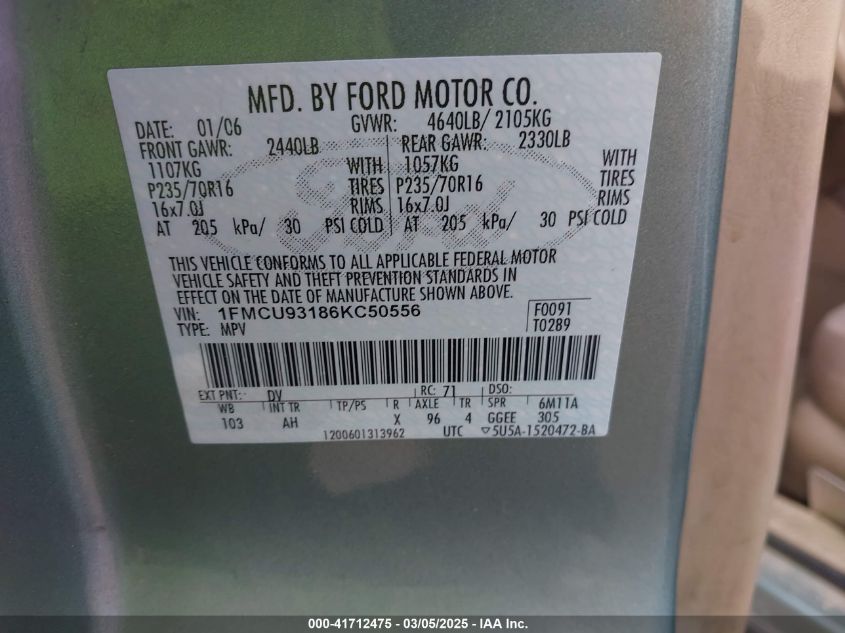 MFD. BY FORD MOTOR CO.
DATE: 01/06 GVWR: 4640LB/ 2105KG
FRONT GAWR: 2440LB REAR GAWR: 2330LB
1107KG WITH 1057KG WITH
P235/70R16 TIRES P235/70R16 TIRES
16x7.0J RIMS 16x7.0J RIMS
AT 205 kPa/ 30 PSI COLD AT 205 kPa/ 30 PSI COLD
Ford
THIS VEHICLE CONFORMS TO ALL APPLICABLE FEDERAL MOTOR
VEHICLE SAFETY AND THEFT PREVENTION STANDARDS IN
EFFECT ON THE DATE OF MANUFACTURE SHOWN ABOVE.
VIN: 1FMCU93186KC50556 F0091
TYPE: MPV T0289
EXT PNT: DV RC: 71 DSO:
WB INT TR TP/PS R AXLE TR SPR 6M11A
103 AH X 96 4 GGEE 305
1200601313962 UTC ▽5U5A-1520472-BA
000-41712475 — 03/05/2025 — IAA Inc.